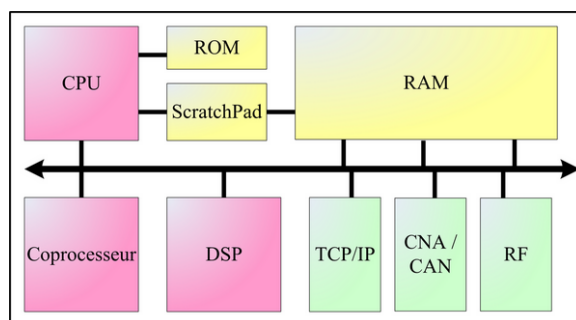 CPU
ROM
ScratchPad
RAM
Coprocesseur
DSP
TCP/IP
CNA /
CAN
RF